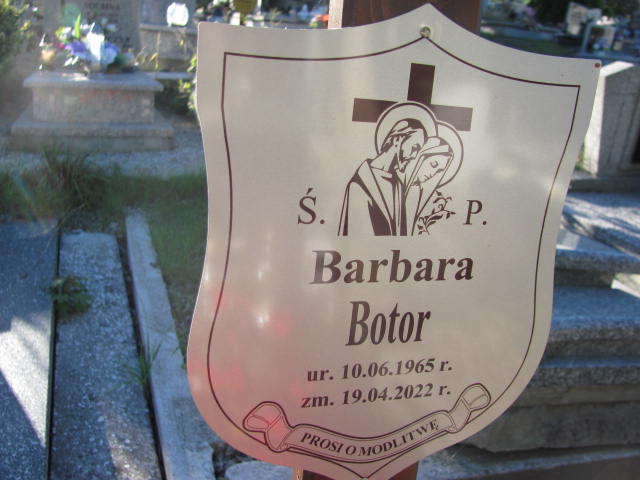 Ś. P.
Barbara
Botor
ur. 10.06.1965 r.
zm. 19.04.2022 r.
PROSI O MODLITWĘ